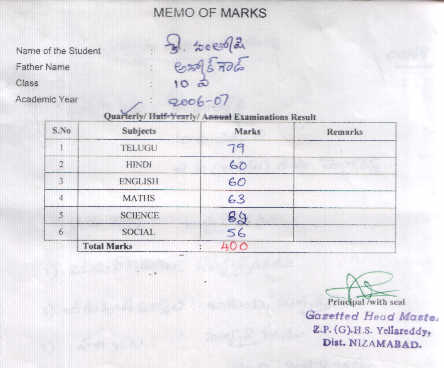 MEMO OF MARKS
Name of the Student :
Father Name :
Class : 10 వ
Academic Year : 2006-07
Quarterly/ Half-Yearly/ Annual Examinations Result
S.No Subjects Marks Remarks
1 TELUGU 79
2 HINDI 60
3 ENGLISH 60
4 MATHS 63
5 SCIENCE
6 SOCIAL 56
Total Marks : 400
Principal /with seal
Gazetted Head Maste.
Z.P. (G).H.S. Yellareddy,
Dist. NIZAMABAD.